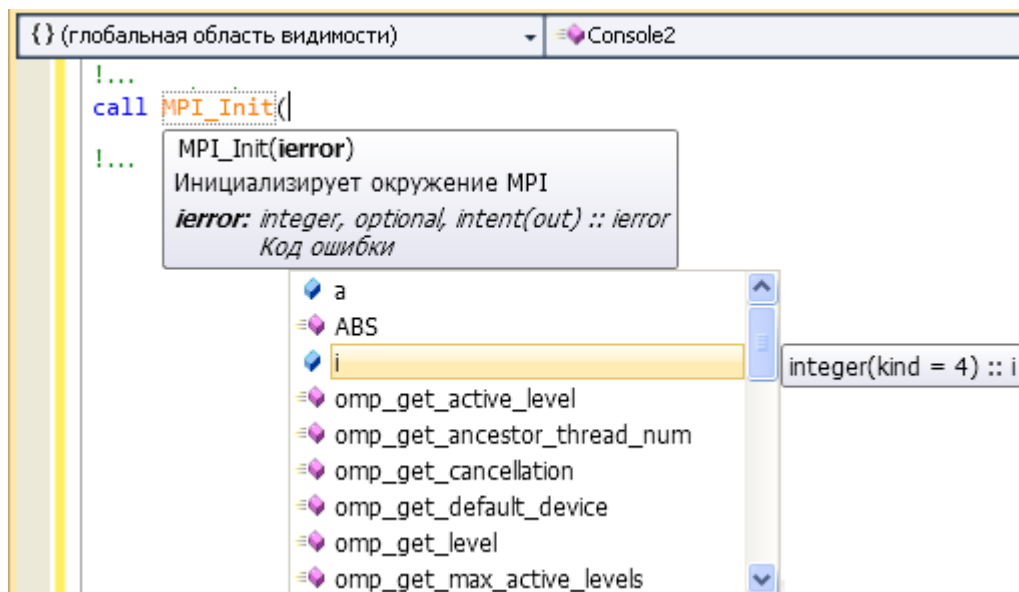 {} (глобальная область видимости) Console2
!...
call MPI_Init(
!...
MPI_Init(ierror)
Инициализирует окружение MPI
ierror: integer, optional, intent(out) :: ierror
Код ошибки
a
ABS
i
integer(kind = 4) :: i
omp_get_active_level
omp_get_ancestor_thread_num
omp_get_cancellation
omp_get_default_device
omp_get_level
omp_get_max_active_levels